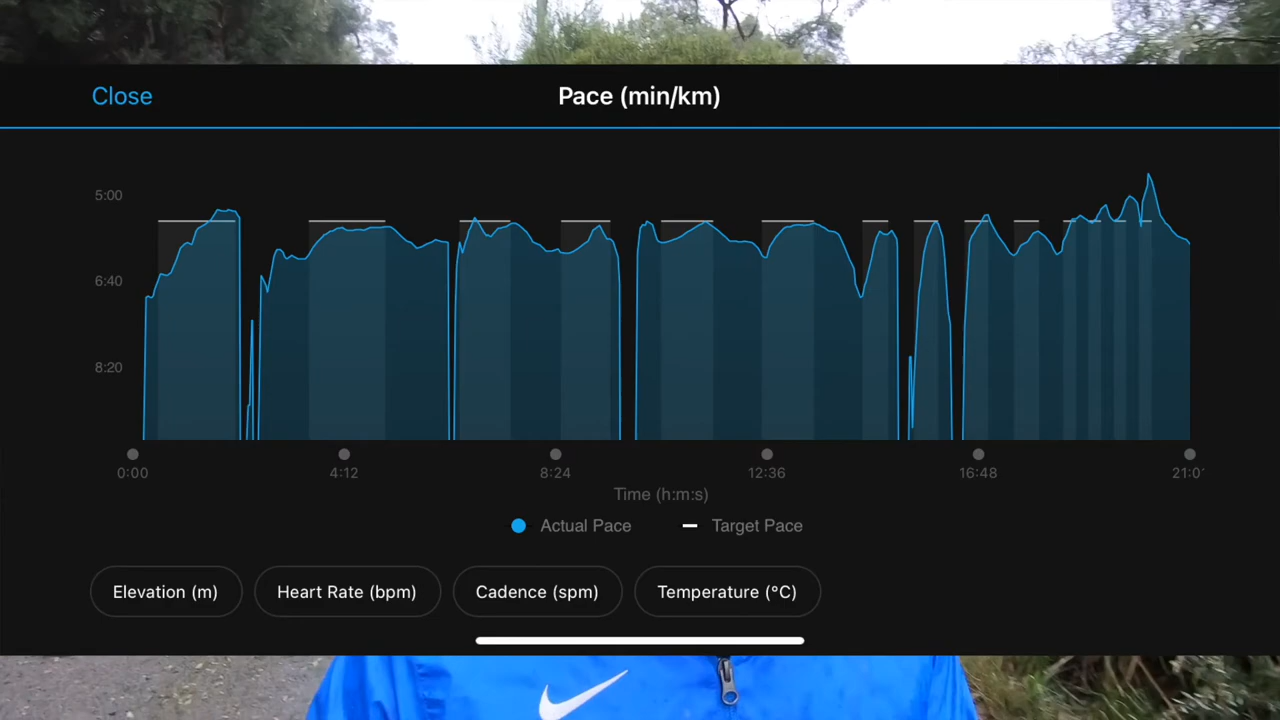 Close
Pace (min/km)
5:00
6:40
8:20
0:00 4:12 8:24 12:36 16:48 21:0
Time (h:m:s)
Actual Pace Target Pace
Elevation (m) Heart Rate (bpm) Cadence (spm) Temperature (°C)